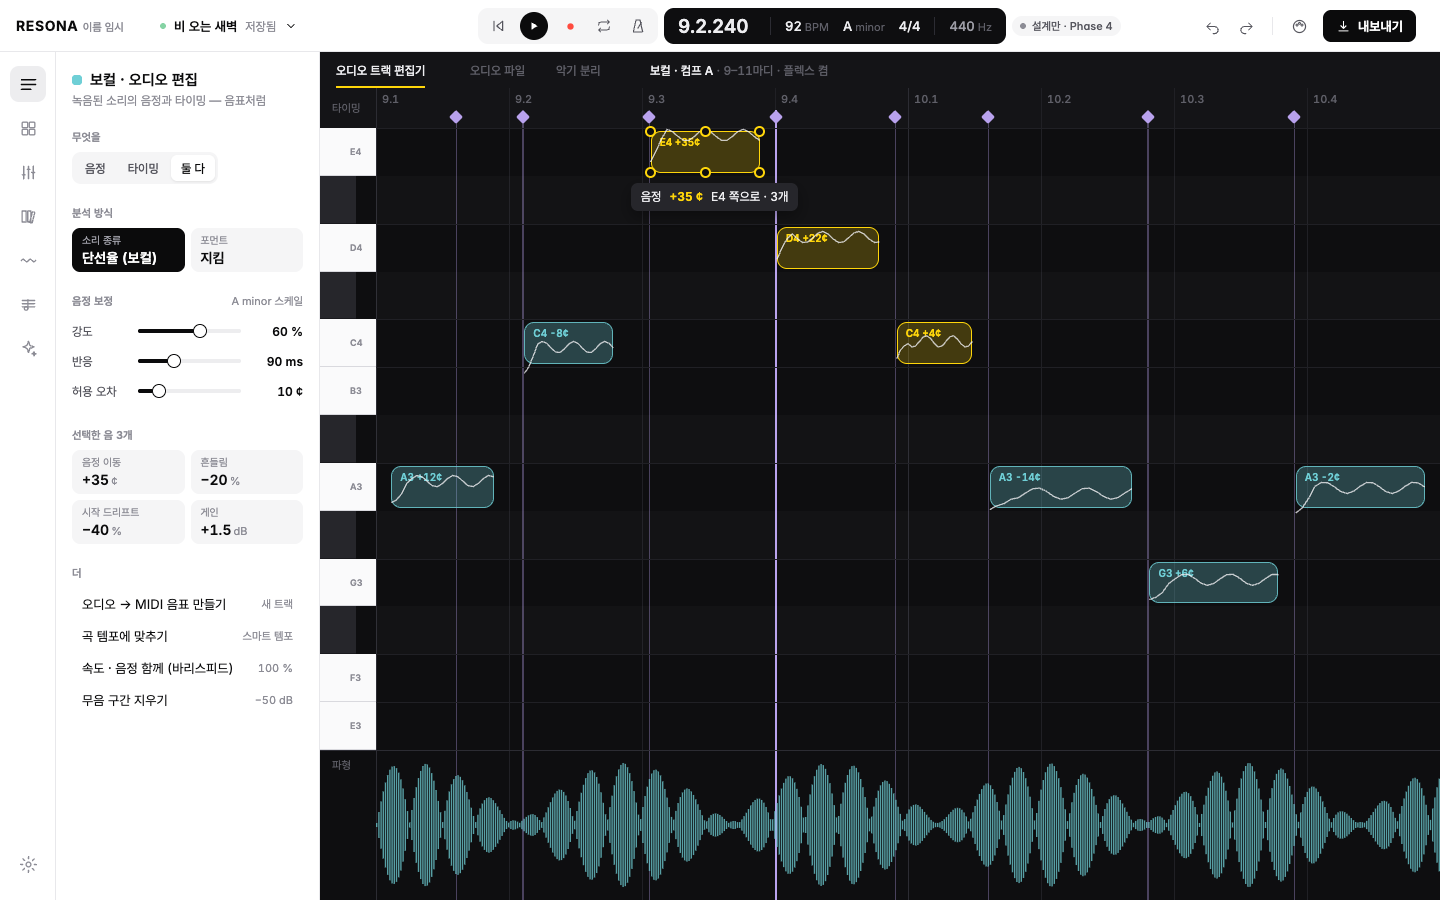 RESONA 이름 임시
비 오는 새벽 저장됨
9.2.240 92 BPM A minor 4/4 440 Hz
설계만 · Phase 4
내보내기
보컬 · 오디오 편집
녹음된 소리의 음정과 타이밍 — 음표처럼
무엇을
음정 타이밍 둘 다
분석 방식
소리 종류
단선율 (보컬)
포먼트
지킴
음정 보정 A minor 스케일
강도 60 %
반응 90 ms
허용 오차 10 ¢
선택한 음 3개
음정 이동
+35 ¢
흔들림
−20 %
시작 드리프트
−40 %
게인
+1.5 dB
더
오디오 → MIDI 음표 만들기 새 트랙
곡 템포에 맞추기 스마트 템포
속도 · 음정 함께 (바리스피드) 100 %
무음 구간 지우기 −50 dB
오디오 트랙 편집기 오디오 파일 악기 분리 보컬 · 컴프 A · 9–11마디 · 플렉스 켬
타이밍 9.1 9.2 9.3 9.4 10.1 10.2 10.3 10.4
E4
E4 +35¢
음정 +35 ¢ E4 쪽으로 · 3개
D4
D4 +22¢
C4
C4 -8¢
C4 +4¢
B3
A3
A3 +12¢
A3 -14¢
A3 -2¢
G3
G3 +6¢
F3
E3
파형